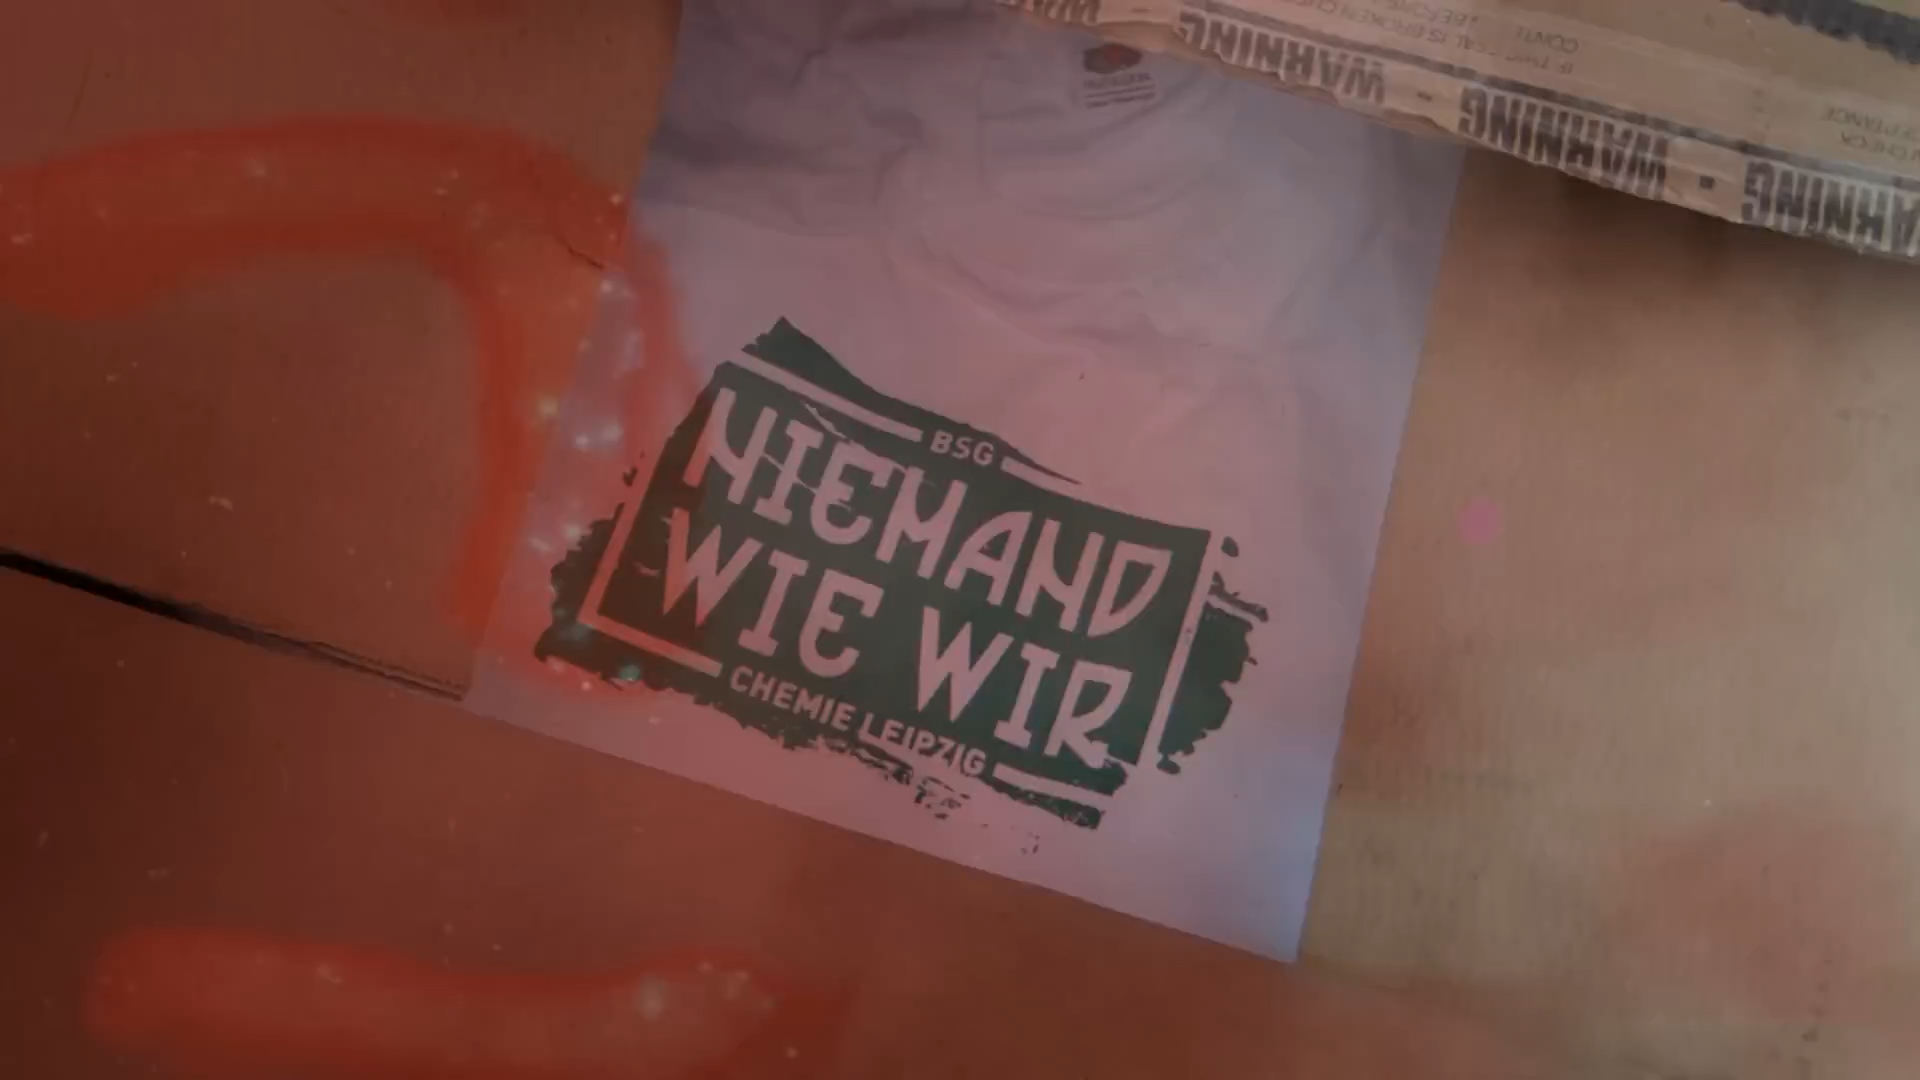 WARNING · WARNING · WARNING
BSG
NIEMAND
WIE WIR
CHEMIE LEIPZIG